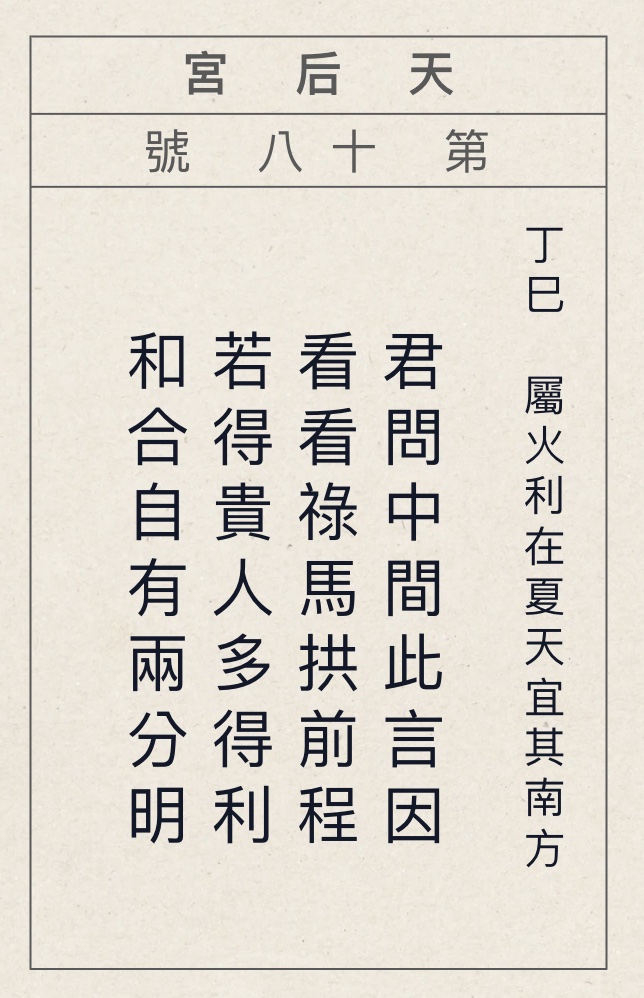 天后宮
第十八號
丁巳 屬火利在夏天宜其南方
君問中間此言因
看看祿馬拱前程
若得貴人多得利
和合自有兩分明